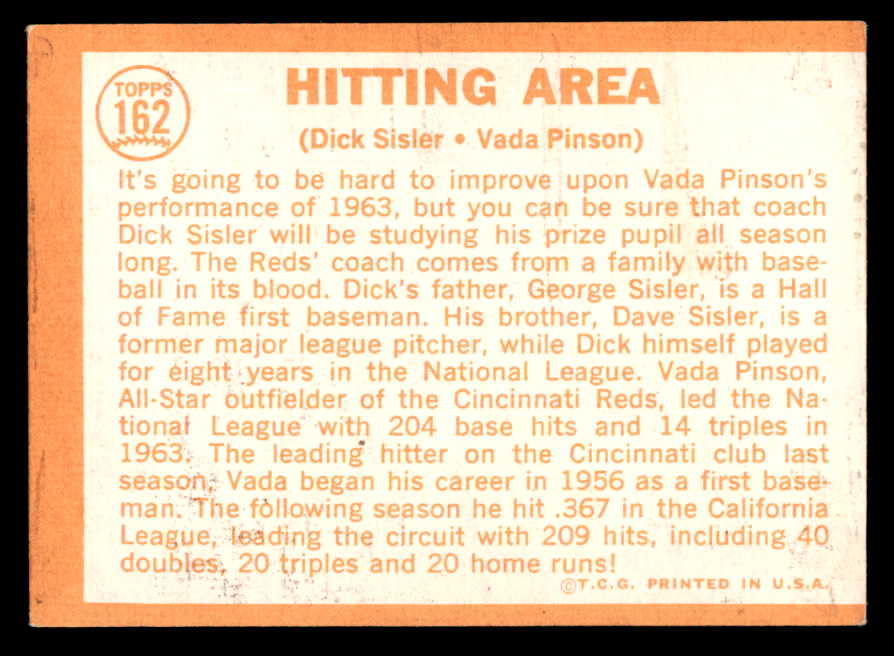 TOPPS
162
HITTING AREA
(Dick Sisler • Vada Pinson)
It's going to be hard to improve upon Vada Pinson's
performance of 1963, but you can be sure that coach
Dick Sisler will be studying his prize pupil all season
long. The Reds' coach comes from a family with base-
ball in its blood. Dick's father, George Sisler, is a Hall
of Fame first baseman. His brother, Dave Sisler, is a
former major league pitcher, while Dick himself played
for eight years in the National League. Vada Pinson,
All-Star outfielder of the Cincinnati Reds, led the Na-
tional League with 204 base hits and 14 triples in
1963. The leading hitter on the Cincinnati club last
season, Vada began his career in 1956 as a first base-
man. The following season he hit .367 in the California
League, leading the circuit with 209 hits, including 40
doubles, 20 triples and 20 home runs!
©T.C.G. PRINTED IN U.S.A.